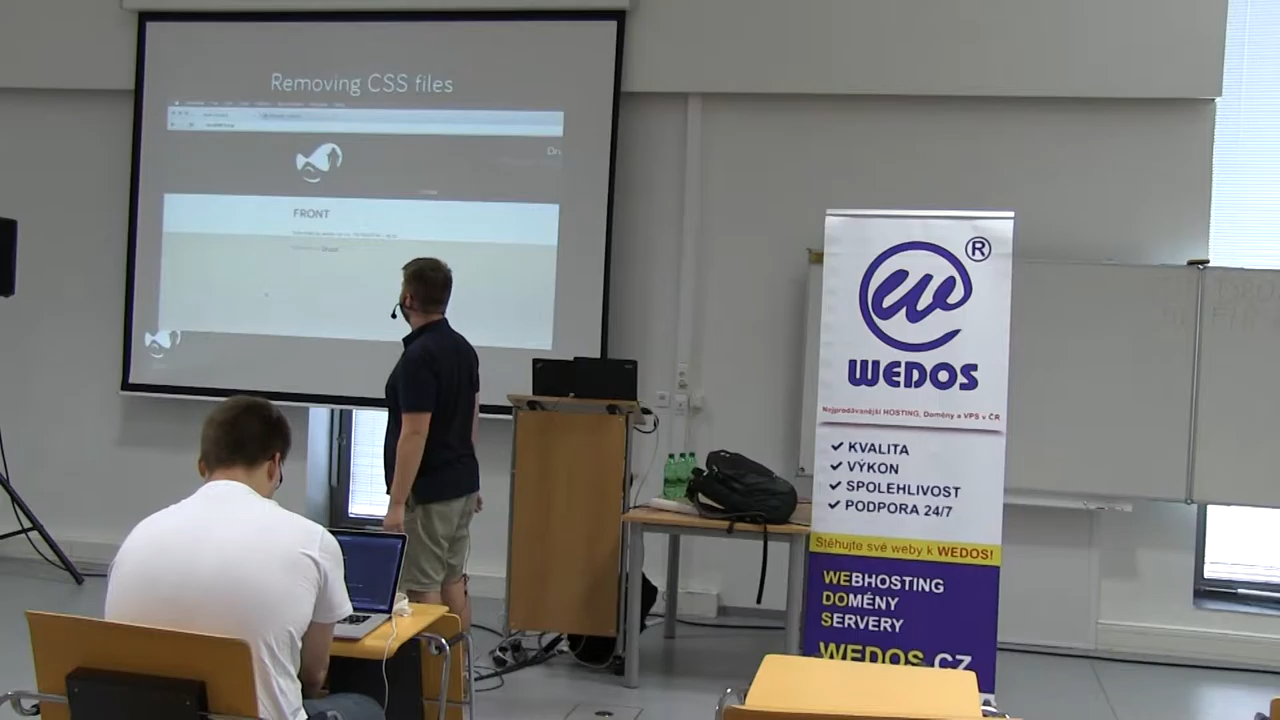 Removing CSS files
FRONT
®
WEDOS
Nejprodávanější HOSTING, Domény a VPS v ČR
✔ KVALITA
✔ VÝKON
✔ SPOLEHLIVOST
✔ PODPORA 24/7
Stěhujte své weby k WEDOS!
WEBHOSTING
DOMÉNY
SERVERY
WEDOS.CZ